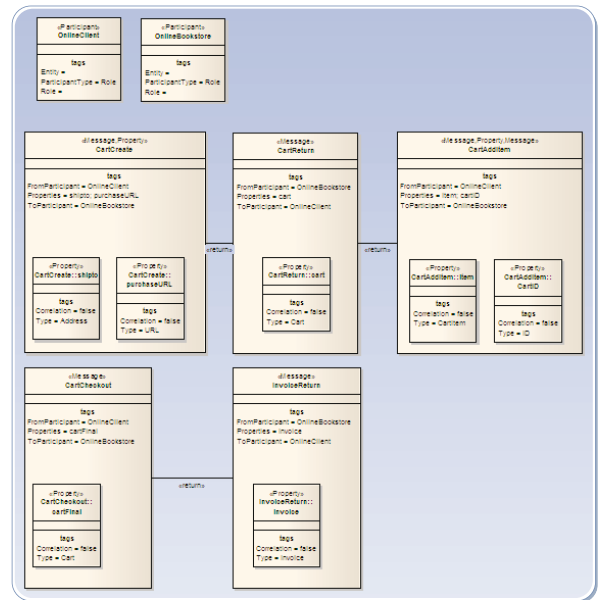 «Participant»
OnlineClient
tags
Entity =
ParticipantType = Role
Role =
«Participant»
OnlineBookstore
tags
Entity =
ParticipantType = Role
Role =
«Message,Property»
CartCreate
tags
FromParticipant = OnlineClient
Properties = shipto; purchaseURL
ToParticipant = OnlineBookstore
«Property»
CartCreate::shipto
tags
Correlation = false
Type = Address
«Property»
CartCreate::
purchaseURL
tags
Correlation = false
Type = URL
«return»
«Message»
CartReturn
tags
FromParticipant = OnlineBookstore
Properties = cart
ToParticipant = OnlineClient
«Property»
CartReturn::cart
tags
Correlation = false
Type = Cart
«return»
«Message,Property,Message»
CartAddItem
tags
FromParticipant = OnlineClient
Properties = item; cartID
ToParticipant = OnlineBookstore
«Property»
CartAddItem::item
tags
Correlation = false
Type = CartItem
«Property»
CartAddItem::
CartID
tags
Correlation = false
Type = ID
«Message»
CartCheckout
tags
FromParticipant = OnlineClient
Properties = cartFinal
ToParticipant = OnlineBookstore
«Property»
CartCheckout::
cartFinal
tags
Correlation = false
Type = Cart
«return»
«Message»
InvoiceReturn
tags
FromParticipant = OnlineBookstore
Properties = invoice
ToParticipant = OnlineClient
«Property»
InvoiceReturn::
invoice
tags
Correlation = false
Type = Invoice